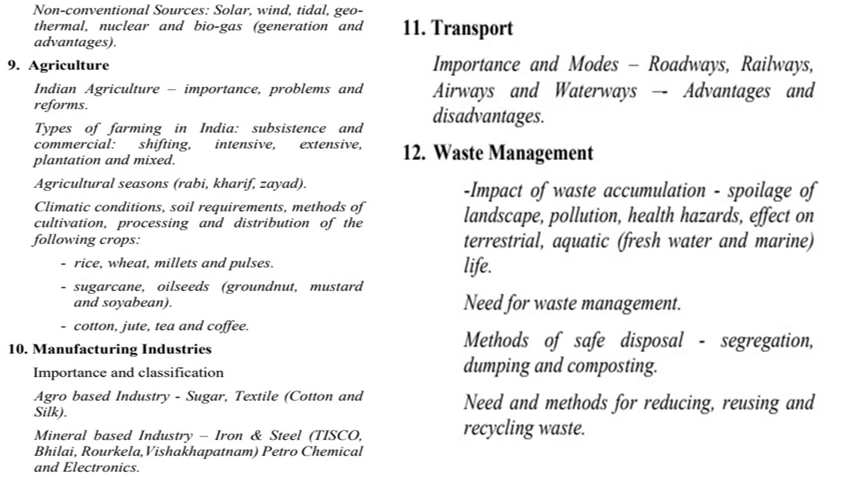 Non-conventional Sources: Solar, wind, tidal, geo-
thermal, nuclear and bio-gas (generation and
advantages).
9. Agriculture
Indian Agriculture – importance, problems and
reforms.
Types of farming in India: subsistence and
commercial: shifting, intensive, extensive,
plantation and mixed.
Agricultural seasons (rabi, kharif, zayad).
Climatic conditions, soil requirements, methods of
cultivation, processing and distribution of the
following crops:
- rice, wheat, millets and pulses.
- sugarcane, oilseeds (groundnut, mustard
and soyabean).
- cotton, jute, tea and coffee.
10. Manufacturing Industries
Importance and classification
Agro based Industry - Sugar, Textile (Cotton and
Silk).
Mineral based Industry – Iron & Steel (TISCO,
Bhilai, Rourkela,Vishakhapatnam) Petro Chemical
and Electronics.
11. Transport
Importance and Modes – Roadways, Railways,
Airways and Waterways –- Advantages and
disadvantages.
12. Waste Management
-Impact of waste accumulation - spoilage of
landscape, pollution, health hazards, effect on
terrestrial, aquatic (fresh water and marine)
life.
Need for waste management.
Methods of safe disposal - segregation,
dumping and composting.
Need and methods for reducing, reusing and
recycling waste.